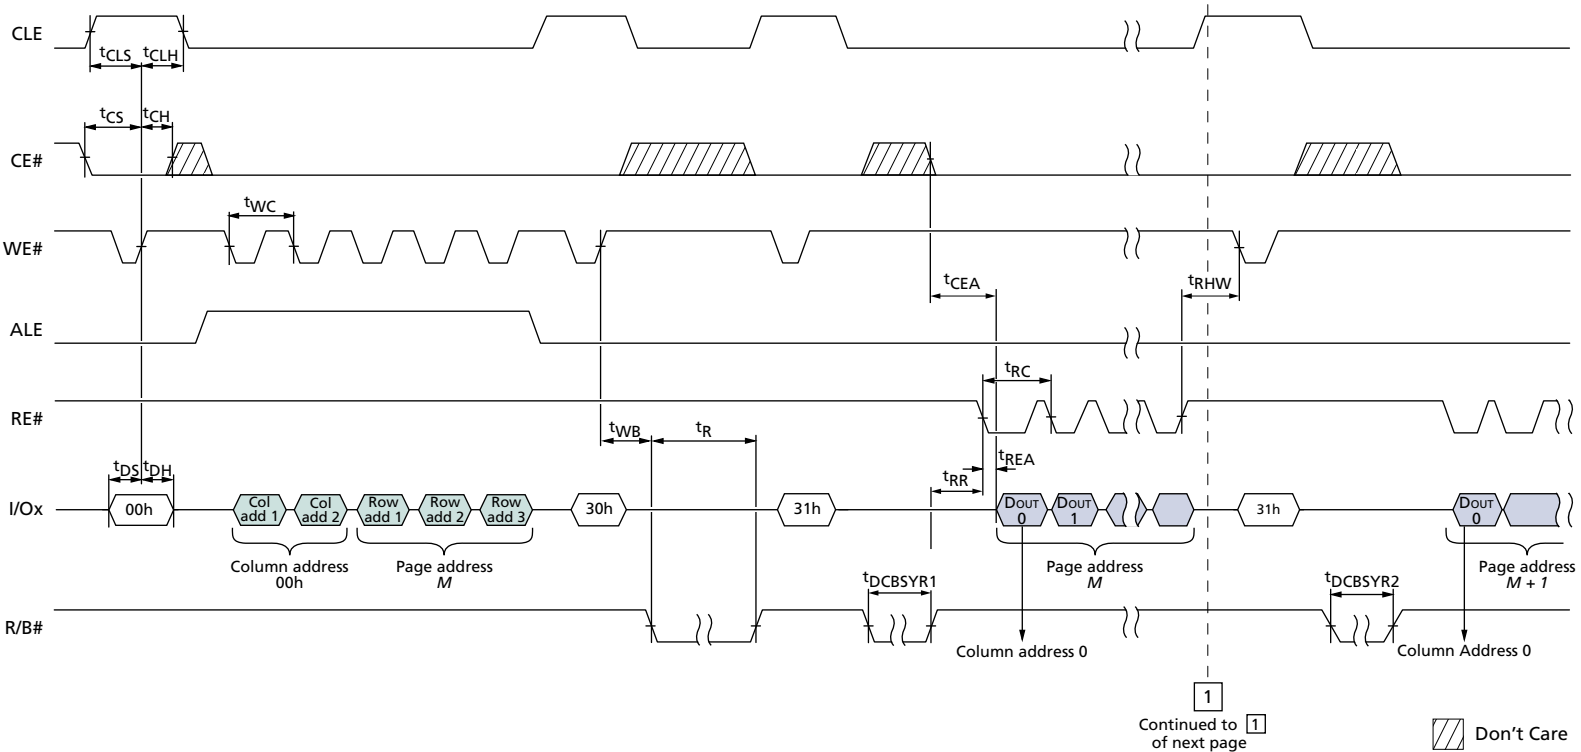 CLE
tCLS tCLH
tCS tCH
CE#
tWC
WE#
tCEA
tRHW
ALE
tRC
RE#
tWB
tR
tDS tDH
tREA
tRR
I/Ox
00h
Col add 1
Col add 2
Row add 1
Row add 2
Row add 3
30h
31h
DOUT 0
DOUT 1
31h
DOUT 0
Column address
00h
Page address
M
Page address
M
Page address
M + 1
tDCBSYR1
tDCBSYR2
R/B#
Column address 0
Column Address 0
1
Continued to 1
of next page
Don't Care